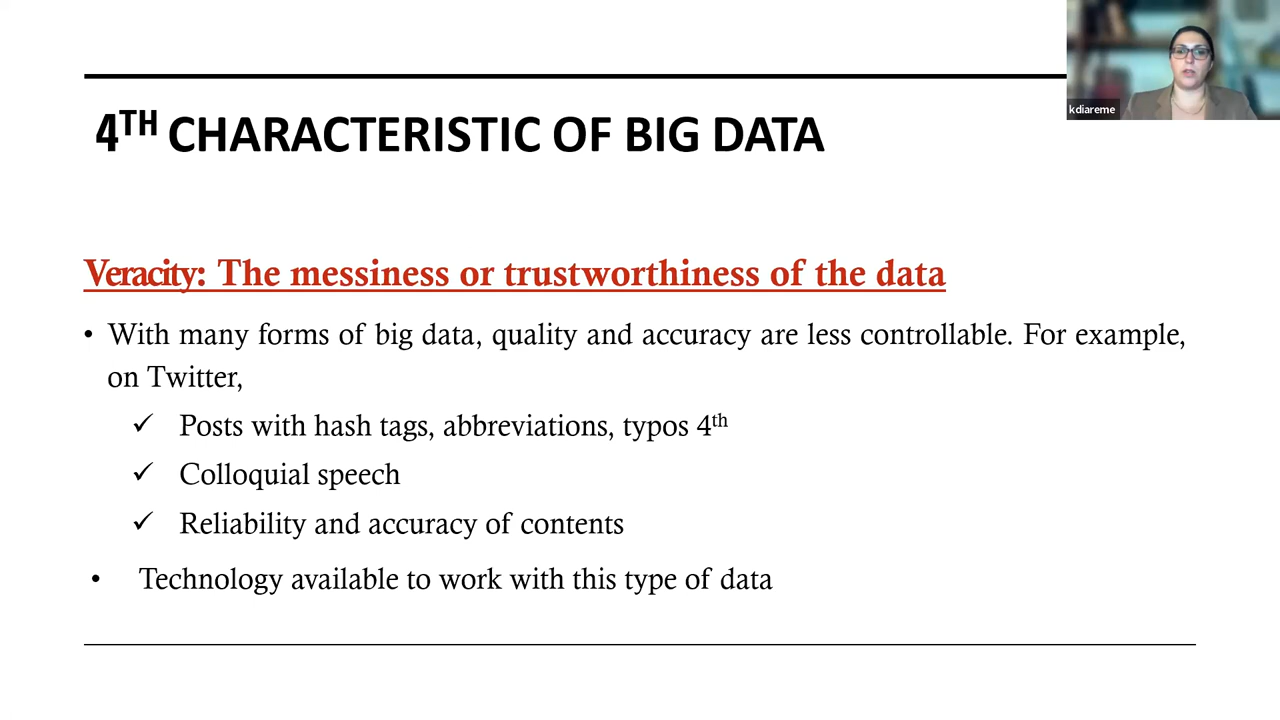 kdiareme
4TH CHARACTERISTIC OF BIG DATA
Veracity: The messiness or trustworthiness of the data
• With many forms of big data, quality and accuracy are less controllable. For example,
on Twitter,
✓ Posts with hash tags, abbreviations, typos 4th
✓ Colloquial speech
✓ Reliability and accuracy of contents
• Technology available to work with this type of data